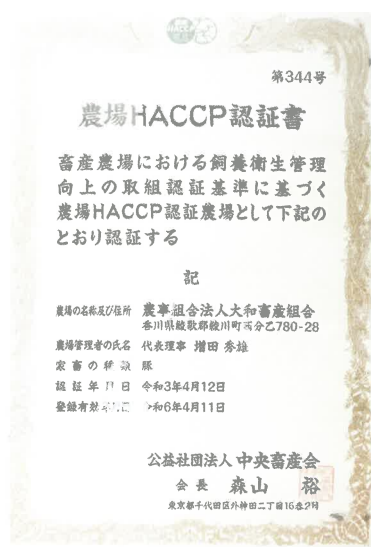 第344号
農場HACCP認証書
畜産農場における飼養衛生管理
向上の取組認証基準に基づく
農場HACCP認証農場として下記の
とおり認証する
記
農場の名称及び住所 農事組合法人大和畜産組合
香川県綾歌郡綾川町西分乙780-28
農場管理者の氏名 代表理事 増田 秀雄
家畜の種類 豚
認証年月日 令和3年4月12日
登録有効期間 令和6年4月11日
公益社団法人 中央畜産会
会長 森山 裕
東京都千代田区外神田二丁目16番2号